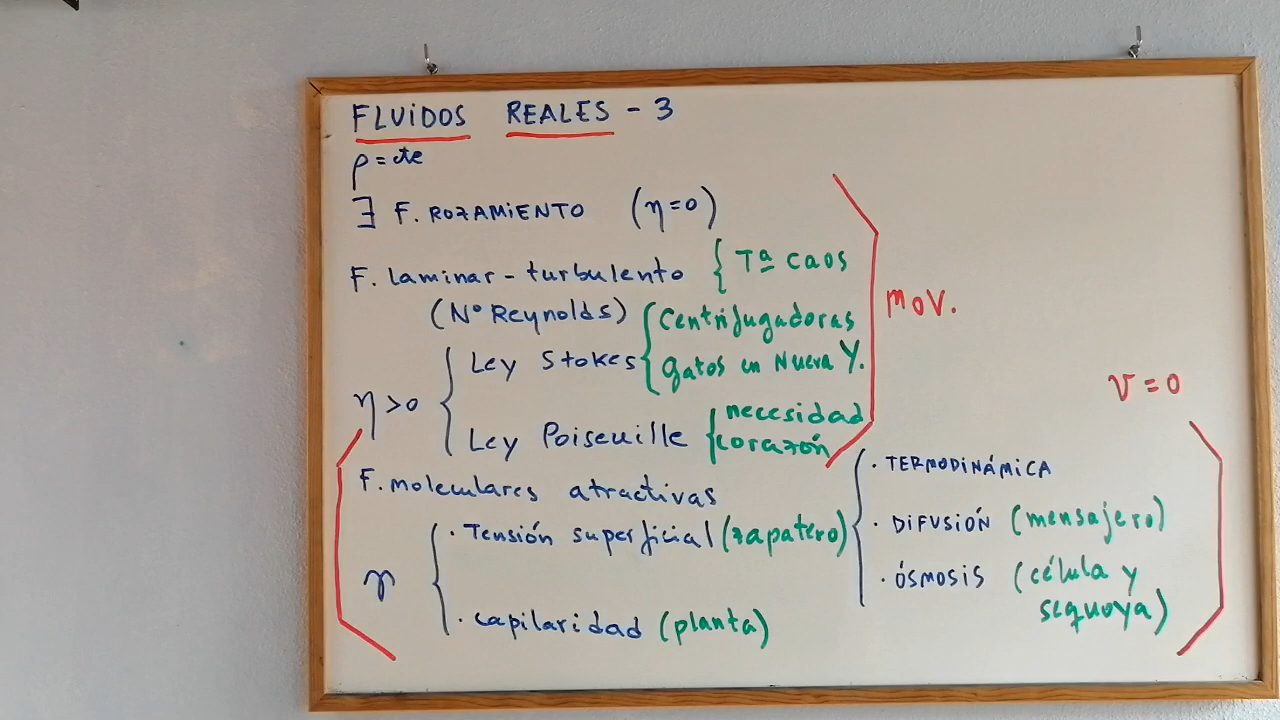 FLUIDOS REALES - 3
ρ = cte
∃ F. ROZAMIENTO (η=0)
F. laminar - turbulento { Tª CAOS
(Nº Reynolds)
η>0 { Ley Stokes { Centrifugadoras
gatos en Nueva Y.
Ley Poiseuille { necesidad
corazón
MOV.
v = 0
F. moleculares atractivas
γ { · Tensión superficial (zapatero)
· capilaridad (planta)
{ · TERMODINÁMICA
· DIFUSIÓN (mensajero)
· ÓSMOSIS (célula y
sequoya)